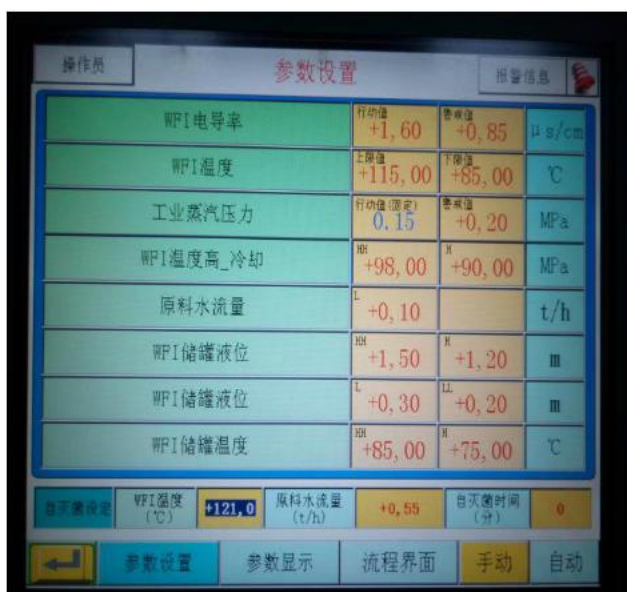 操作员 参数设置 报警信息
WFI电导率 行动值 +1,60 警戒值 +0,85 μs/cm
WFI温度 上限值 +115,00 下限值 +85,00 ℃
工业蒸汽压力 行动值(固定) 0.15 警戒值 +0,20 MPa
WFI温度高_冷却 HH +98,00 H +90,00 MPa
原料水流量 L +0,10 t/h
WFI储罐液位 HH +1,50 H +1,20 m
WFI储罐液位 L +0,30 LL +0,20 m
WFI储罐温度 HH +85,00 H +75,00 ℃
自灭菌设定 WFI温度(℃) +121,0 原料水流量(t/h) +0,55 自灭菌时间(分) 0
参数设置 参数显示 流程界面 手动 自动